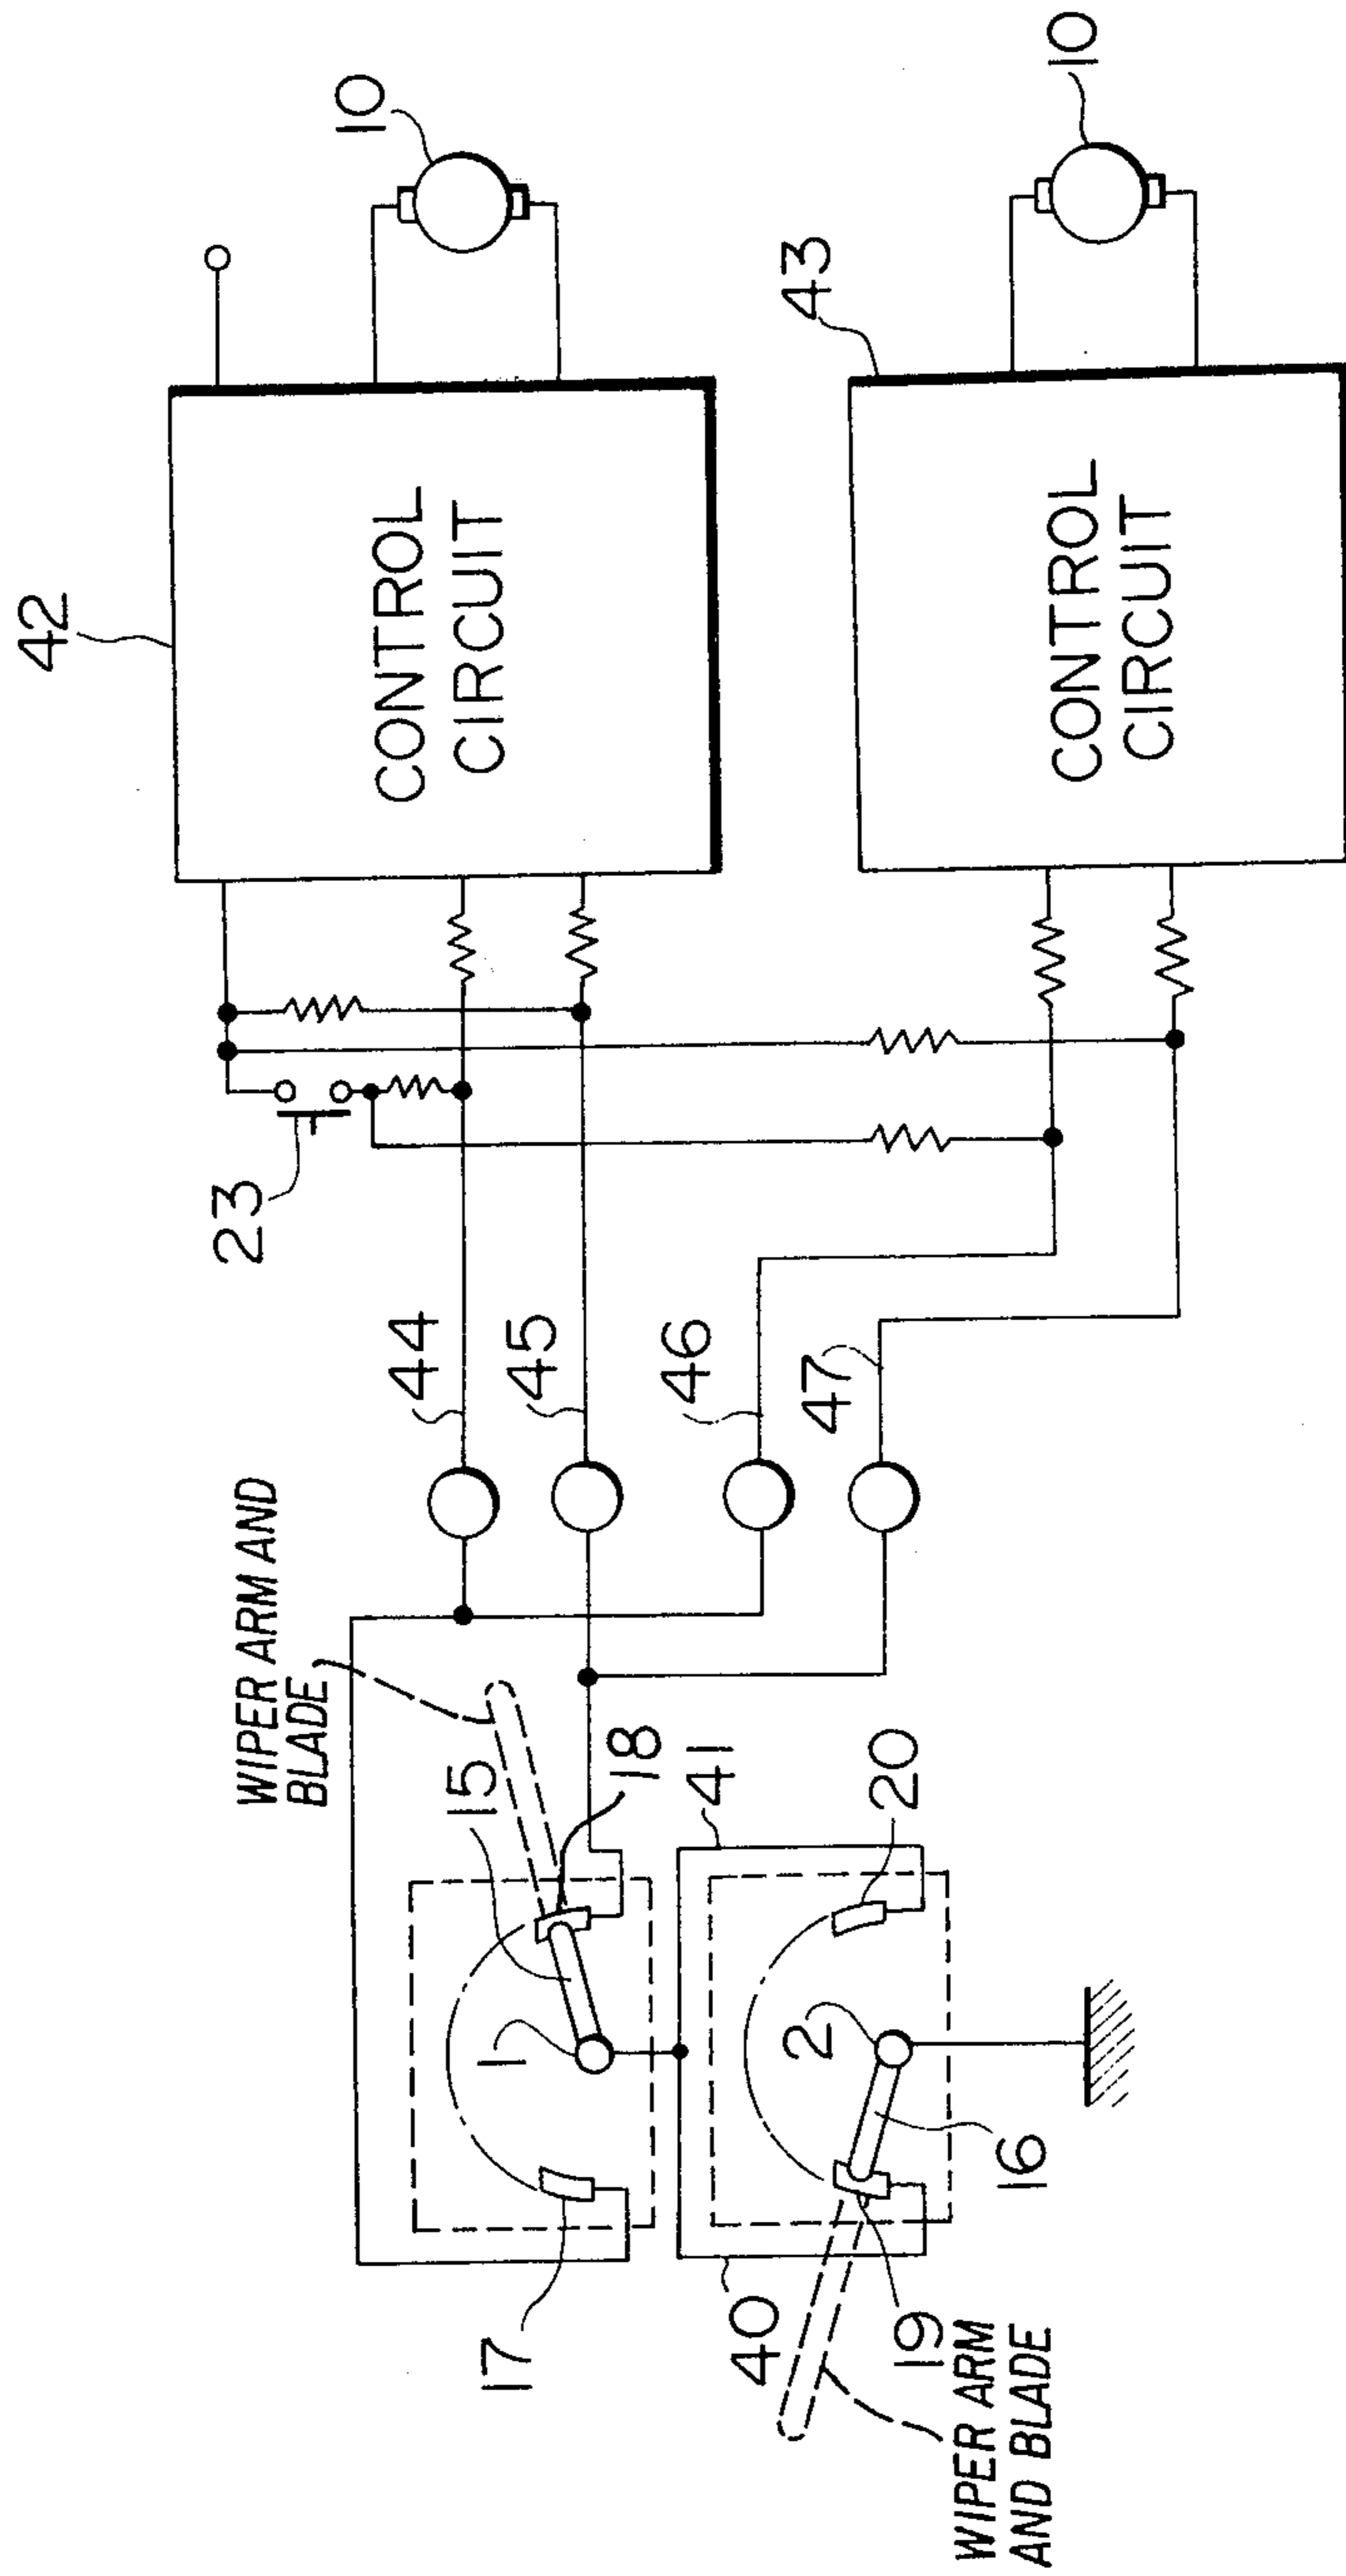 42
10
CONTROL
CIRCUIT
43
10
CONTROL
CIRCUIT
23
44
45
46
47
WIPER ARM AND
BLADE
15
18
41
20
1
2
17
16
40
19
WIPER ARM
AND BLADE